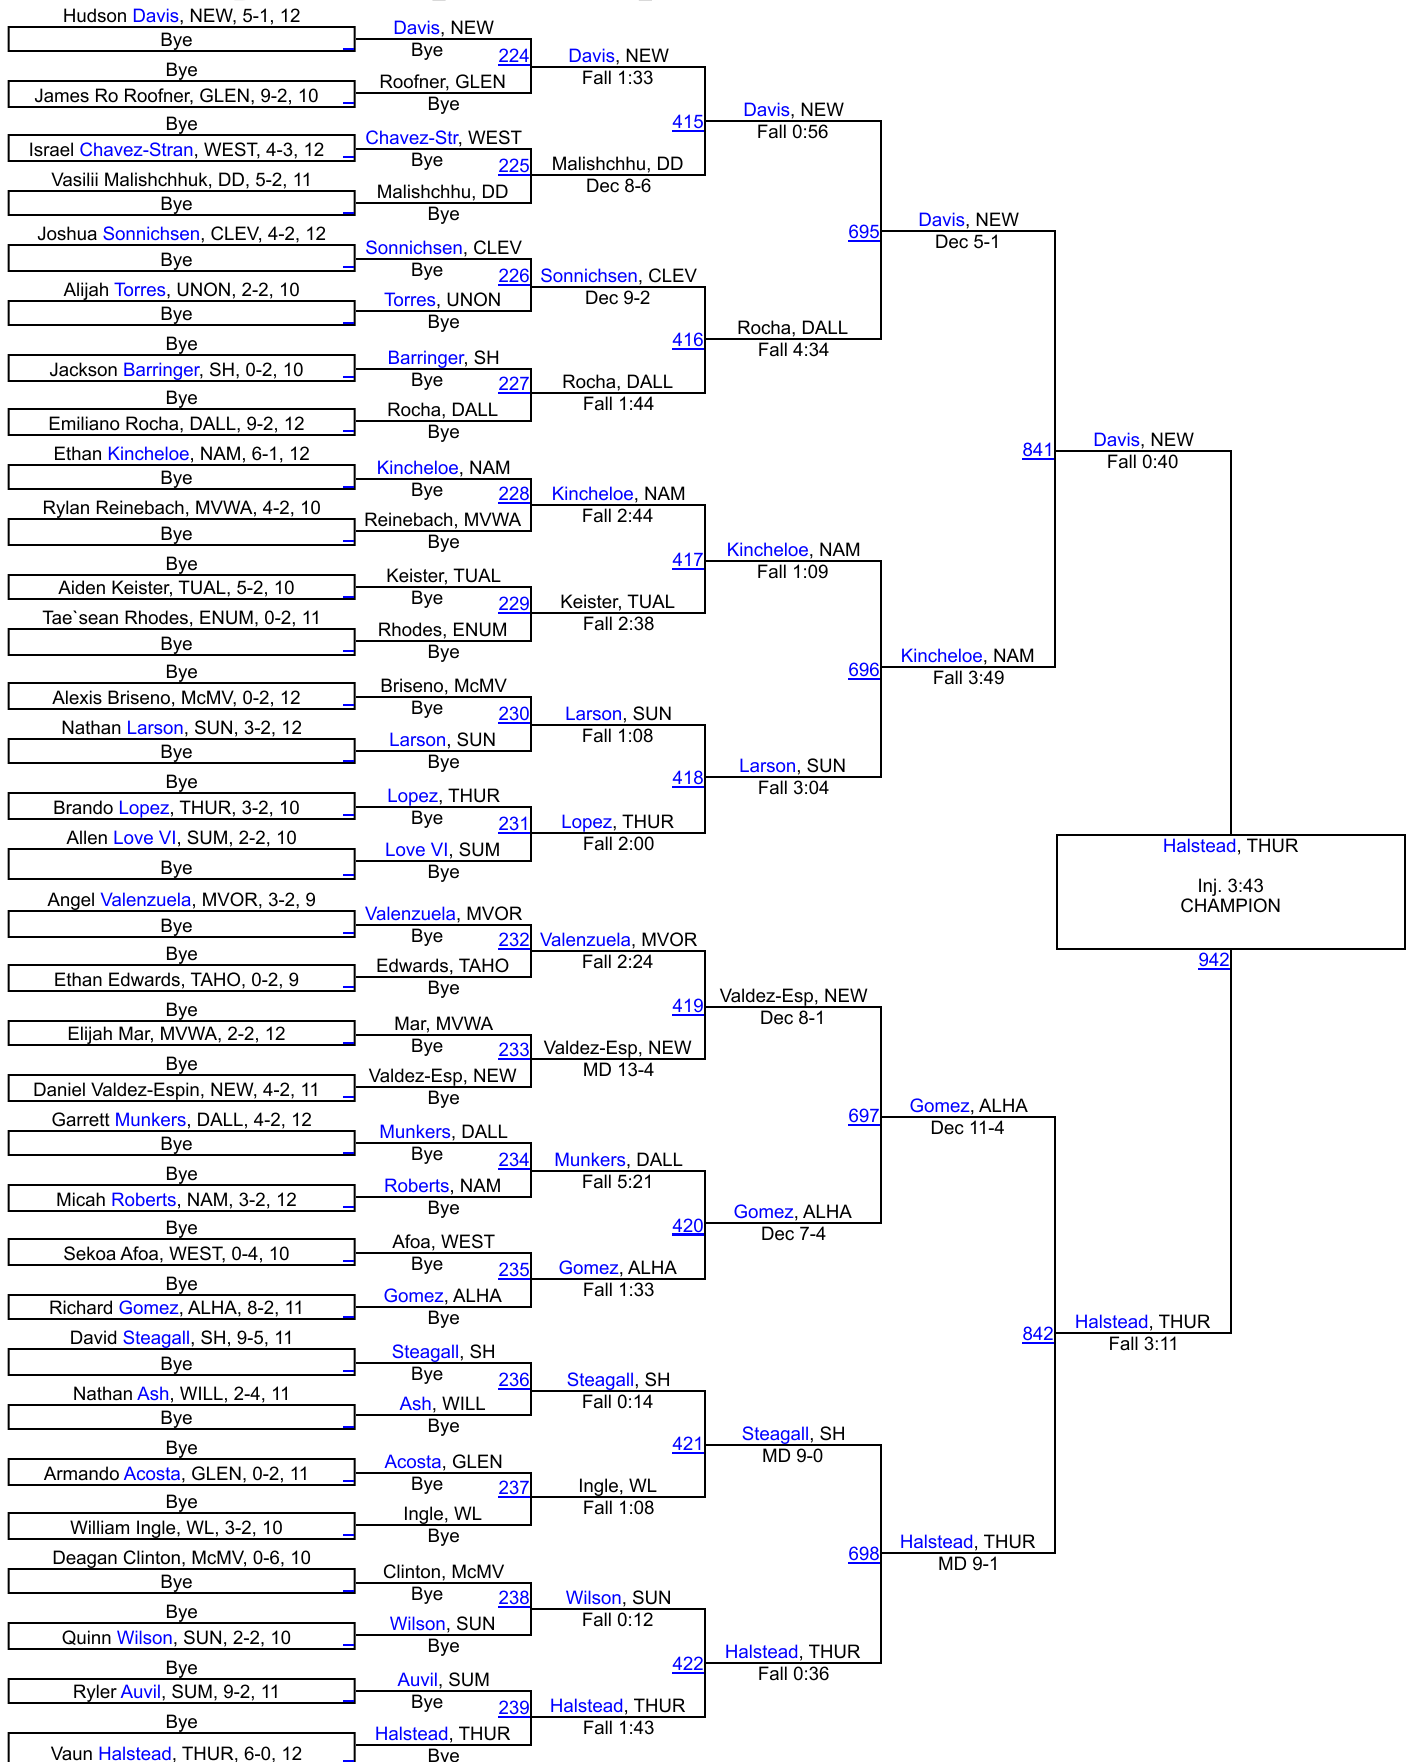 Hudson Davis, NEW, 5-1, 12
Bye
Bye
James Ro Roofner, GLEN, 9-2, 10
Bye
Israel Chavez-Stran, WEST, 4-3, 12
Vasilii Malishchhuk, DD, 5-2, 11
Bye
Joshua Sonnichsen, CLEV, 4-2, 12
Bye
Alijah Torres, UNON, 2-2, 10
Bye
Bye
Jackson Barringer, SH, 0-2, 10
Bye
Emiliano Rocha, DALL, 9-2, 12
Ethan Kincheloe, NAM, 6-1, 12
Bye
Rylan Reinebach, MVWA, 4-2, 10
Bye
Bye
Aiden Keister, TUAL, 5-2, 10
Tae`sean Rhodes, ENUM, 0-2, 11
Bye
Bye
Alexis Briseno, McMV, 0-2, 12
Nathan Larson, SUN, 3-2, 12
Bye
Bye
Brando Lopez, THUR, 3-2, 10
Allen Love VI, SUM, 2-2, 10
Bye
Angel Valenzuela, MVOR, 3-2, 9
Bye
Bye
Ethan Edwards, TAHO, 0-2, 9
Bye
Elijah Mar, MVWA, 2-2, 12
Bye
Daniel Valdez-Espin, NEW, 4-2, 11
Garrett Munkers, DALL, 4-2, 12
Bye
Bye
Micah Roberts, NAM, 3-2, 12
Bye
Sekoa Afoa, WEST, 0-4, 10
Bye
Richard Gomez, ALHA, 8-2, 11
David Steagall, SH, 9-5, 11
Bye
Nathan Ash, WILL, 2-4, 11
Bye
Bye
Armando Acosta, GLEN, 0-2, 11
Bye
William Ingle, WL, 3-2, 10
Deagan Clinton, McMV, 0-6, 10
Bye
Bye
Quinn Wilson, SUN, 2-2, 10
Bye
Ryler Auvil, SUM, 9-2, 11
Bye
Vaun Halstead, THUR, 6-0, 12
Davis, NEW
Bye
224
Roofner, GLEN
Bye
Chavez-Str, WEST
Bye
225
Malishchhu, DD
Bye
Sonnichsen, CLEV
Bye
226
Torres, UNON
Bye
Barringer, SH
Bye
227
Rocha, DALL
Bye
Kincheloe, NAM
Bye
228
Reinebach, MVWA
Bye
Keister, TUAL
Bye
229
Rhodes, ENUM
Bye
Briseno, McMV
Bye
230
Larson, SUN
Bye
Lopez, THUR
Bye
231
Love VI, SUM
Bye
Valenzuela, MVOR
Bye
232
Edwards, TAHO
Bye
Mar, MVWA
Bye
233
Valdez-Esp, NEW
Bye
Munkers, DALL
Bye
234
Roberts, NAM
Bye
Afoa, WEST
Bye
235
Gomez, ALHA
Bye
Steagall, SH
Bye
236
Ash, WILL
Bye
Acosta, GLEN
Bye
237
Ingle, WL
Bye
Clinton, McMV
Bye
238
Wilson, SUN
Bye
Auvil, SUM
Bye
239
Halstead, THUR
Bye
Davis, NEW
Fall 1:33
415
Malishchhu, DD
Dec 8-6
Sonnichsen, CLEV
Dec 9-2
416
Rocha, DALL
Fall 1:44
Kincheloe, NAM
Fall 2:44
417
Keister, TUAL
Fall 2:38
Larson, SUN
Fall 1:08
418
Lopez, THUR
Fall 2:00
Valenzuela, MVOR
Fall 2:24
419
Valdez-Esp, NEW
MD 13-4
Munkers, DALL
Fall 5:21
420
Gomez, ALHA
Fall 1:33
Steagall, SH
Fall 0:14
421
Ingle, WL
Fall 1:08
Wilson, SUN
Fall 0:12
422
Halstead, THUR
Fall 1:43
Davis, NEW
Fall 0:56
695
Rocha, DALL
Fall 4:34
Kincheloe, NAM
Fall 1:09
696
Larson, SUN
Fall 3:04
Valdez-Esp, NEW
Dec 8-1
697
Gomez, ALHA
Dec 7-4
Steagall, SH
MD 9-0
698
Halstead, THUR
Fall 0:36
Davis, NEW
Dec 5-1
841
Kincheloe, NAM
Fall 3:49
Gomez, ALHA
Dec 11-4
842
Halstead, THUR
MD 9-1
Davis, NEW
Fall 0:40
Halstead, THUR
Fall 3:11
Halstead, THUR
Inj. 3:43
CHAMPION
942